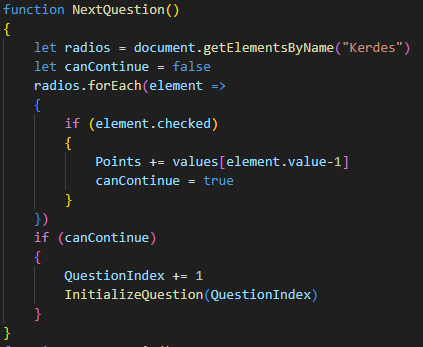 function NextQuestion()
{
    let radios = document.getElementsByName("Kerdes")
    let canContinue = false
    radios.forEach(element =>
    {
        if (element.checked)
        {
            Points += values[element.value-1]
            canContinue = true
        }
    })
    if (canContinue)
    {
        QuestionIndex += 1
        InitializeQuestion(QuestionIndex)
    }
}